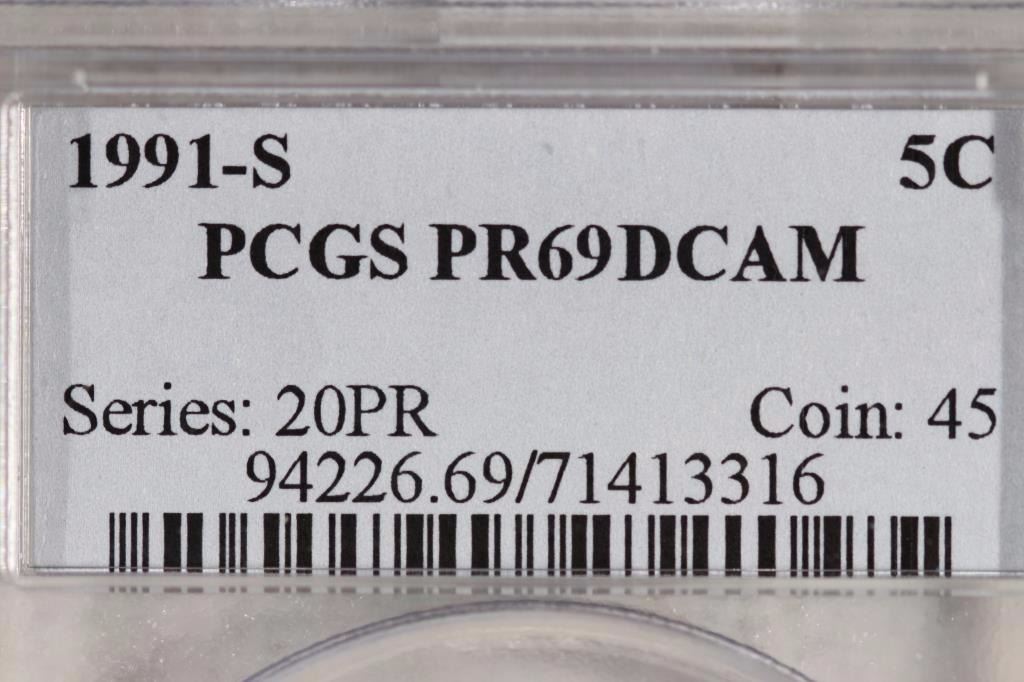 1991-S 5C
PCGS PR69DCAM
Series: 20PR Coin: 45
94226.69/71413316